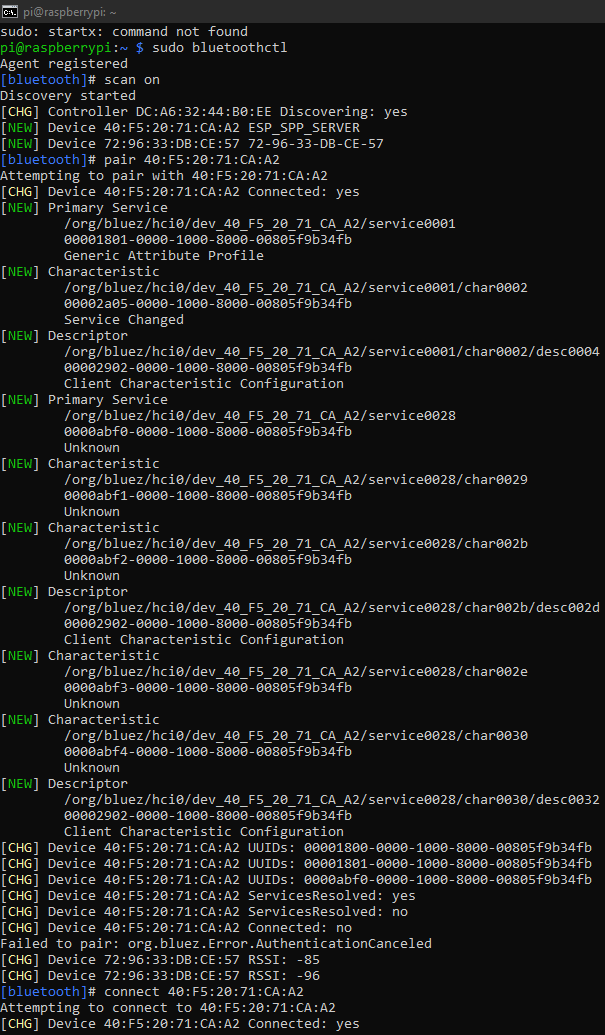 pi@raspberrypi: ~
sudo: startx: command not found
pi@raspberrypi:~ $ sudo bluetoothctl
Agent registered
[bluetooth]# scan on
Discovery started
[CHG] Controller DC:A6:32:44:B0:EE Discovering: yes
[NEW] Device 40:F5:20:71:CA:A2 ESP_SPP_SERVER
[NEW] Device 72:96:33:DB:CE:57 72-96-33-DB-CE-57
[bluetooth]# pair 40:F5:20:71:CA:A2
Attempting to pair with 40:F5:20:71:CA:A2
[CHG] Device 40:F5:20:71:CA:A2 Connected: yes
[NEW] Primary Service
/org/bluez/hci0/dev_40_F5_20_71_CA_A2/service0001
00001801-0000-1000-8000-00805f9b34fb
Generic Attribute Profile
[NEW] Characteristic
/org/bluez/hci0/dev_40_F5_20_71_CA_A2/service0001/char0002
00002a05-0000-1000-8000-00805f9b34fb
Service Changed
[NEW] Descriptor
/org/bluez/hci0/dev_40_F5_20_71_CA_A2/service0001/char0002/desc0004
00002902-0000-1000-8000-00805f9b34fb
Client Characteristic Configuration
[NEW] Primary Service
/org/bluez/hci0/dev_40_F5_20_71_CA_A2/service0028
0000abf0-0000-1000-8000-00805f9b34fb
Unknown
[NEW] Characteristic
/org/bluez/hci0/dev_40_F5_20_71_CA_A2/service0028/char0029
0000abf1-0000-1000-8000-00805f9b34fb
Unknown
[NEW] Characteristic
/org/bluez/hci0/dev_40_F5_20_71_CA_A2/service0028/char002b
0000abf2-0000-1000-8000-00805f9b34fb
Unknown
[NEW] Descriptor
/org/bluez/hci0/dev_40_F5_20_71_CA_A2/service0028/char002b/desc002d
00002902-0000-1000-8000-00805f9b34fb
Client Characteristic Configuration
[NEW] Characteristic
/org/bluez/hci0/dev_40_F5_20_71_CA_A2/service0028/char002e
0000abf3-0000-1000-8000-00805f9b34fb
Unknown
[NEW] Characteristic
/org/bluez/hci0/dev_40_F5_20_71_CA_A2/service0028/char0030
0000abf4-0000-1000-8000-00805f9b34fb
Unknown
[NEW] Descriptor
/org/bluez/hci0/dev_40_F5_20_71_CA_A2/service0028/char0030/desc0032
00002902-0000-1000-8000-00805f9b34fb
Client Characteristic Configuration
[CHG] Device 40:F5:20:71:CA:A2 UUIDs: 00001800-0000-1000-8000-00805f9b34fb
[CHG] Device 40:F5:20:71:CA:A2 UUIDs: 00001801-0000-1000-8000-00805f9b34fb
[CHG] Device 40:F5:20:71:CA:A2 UUIDs: 0000abf0-0000-1000-8000-00805f9b34fb
[CHG] Device 40:F5:20:71:CA:A2 ServicesResolved: yes
[CHG] Device 40:F5:20:71:CA:A2 ServicesResolved: no
[CHG] Device 40:F5:20:71:CA:A2 Connected: no
Failed to pair: org.bluez.Error.AuthenticationCanceled
[CHG] Device 72:96:33:DB:CE:57 RSSI: -85
[CHG] Device 72:96:33:DB:CE:57 RSSI: -96
[bluetooth]# connect 40:F5:20:71:CA:A2
Attempting to connect to 40:F5:20:71:CA:A2
[CHG] Device 40:F5:20:71:CA:A2 Connected: yes